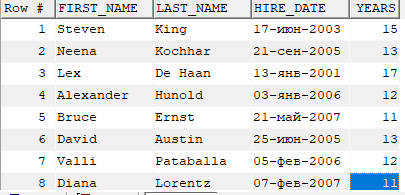 Row # FIRST_NAME LAST_NAME HIRE_DATE YEARS
1 Steven King 17-июн-2003 15
2 Neena Kochhar 21-сен-2005 13
3 Lex De Haan 13-янв-2001 17
4 Alexander Hunold 03-янв-2006 12
5 Bruce Ernst 21-май-2007 11
6 David Austin 25-июн-2005 13
7 Valli Pataballa 05-фев-2006 12
8 Diana Lorentz 07-фев-2007 11